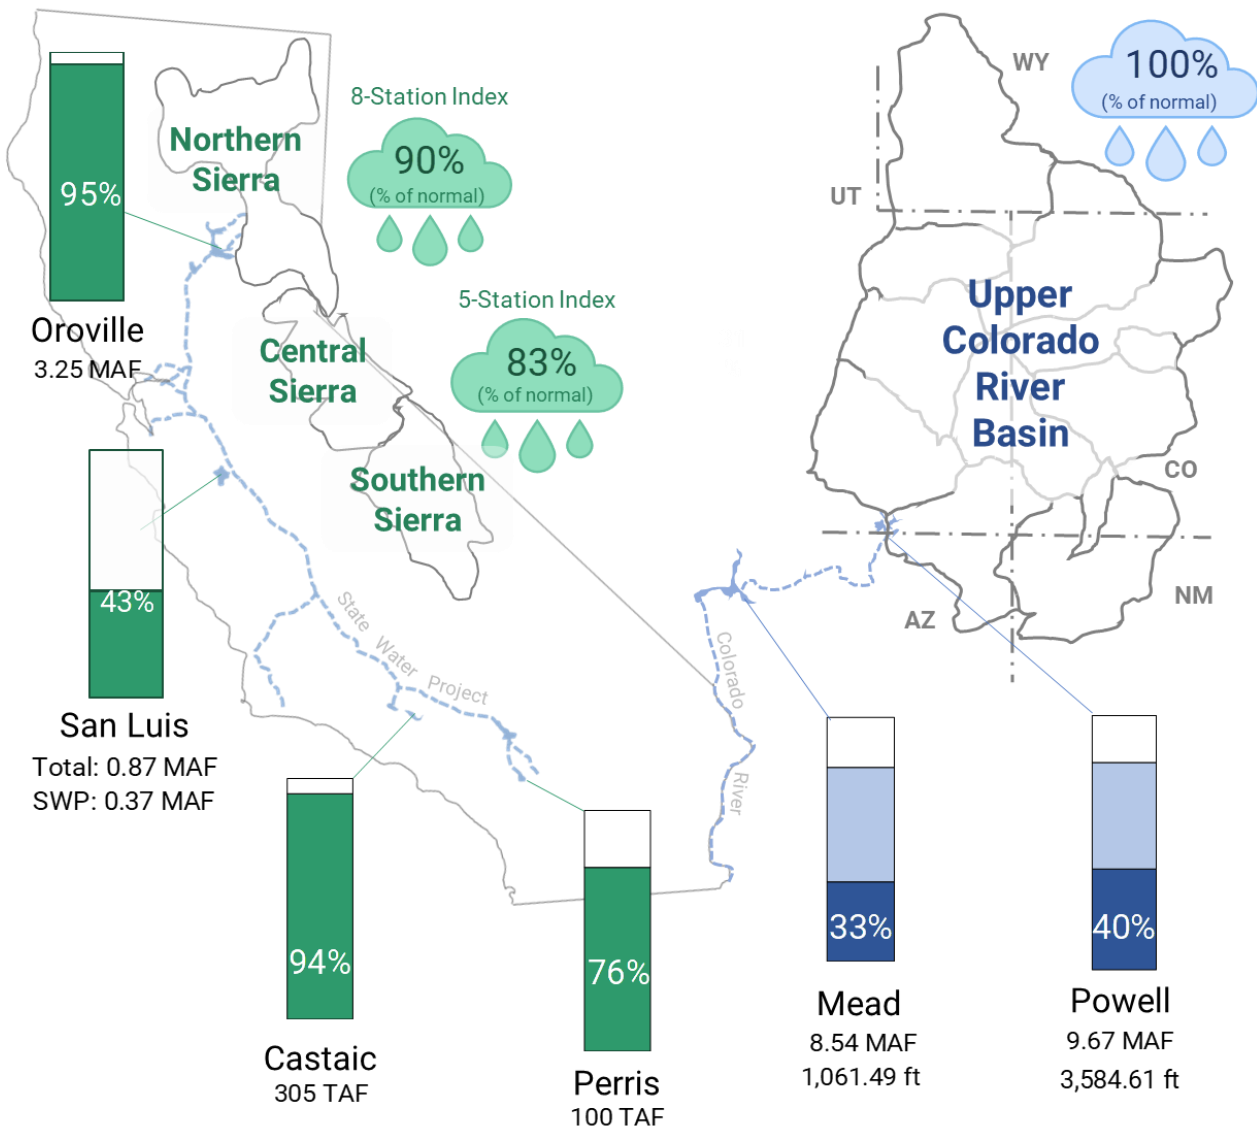 8-Station Index
90%
(% of normal)
Northern
Sierra
95%
Oroville
3.25 MAF
5-Station Index
83%
(% of normal)
Central
Sierra
Southern
Sierra
43%
San Luis
Total: 0.87 MAF
SWP: 0.37 MAF
State Water Project
94%
Castaic
305 TAF
76%
Perris
100 TAF
100%
(% of normal)
WY
UT
Upper
Colorado
River
Basin
CO
NM
AZ
Colorado River
33%
Mead
8.54 MAF
1,061.49 ft
40%
Powell
9.67 MAF
3,584.61 ft